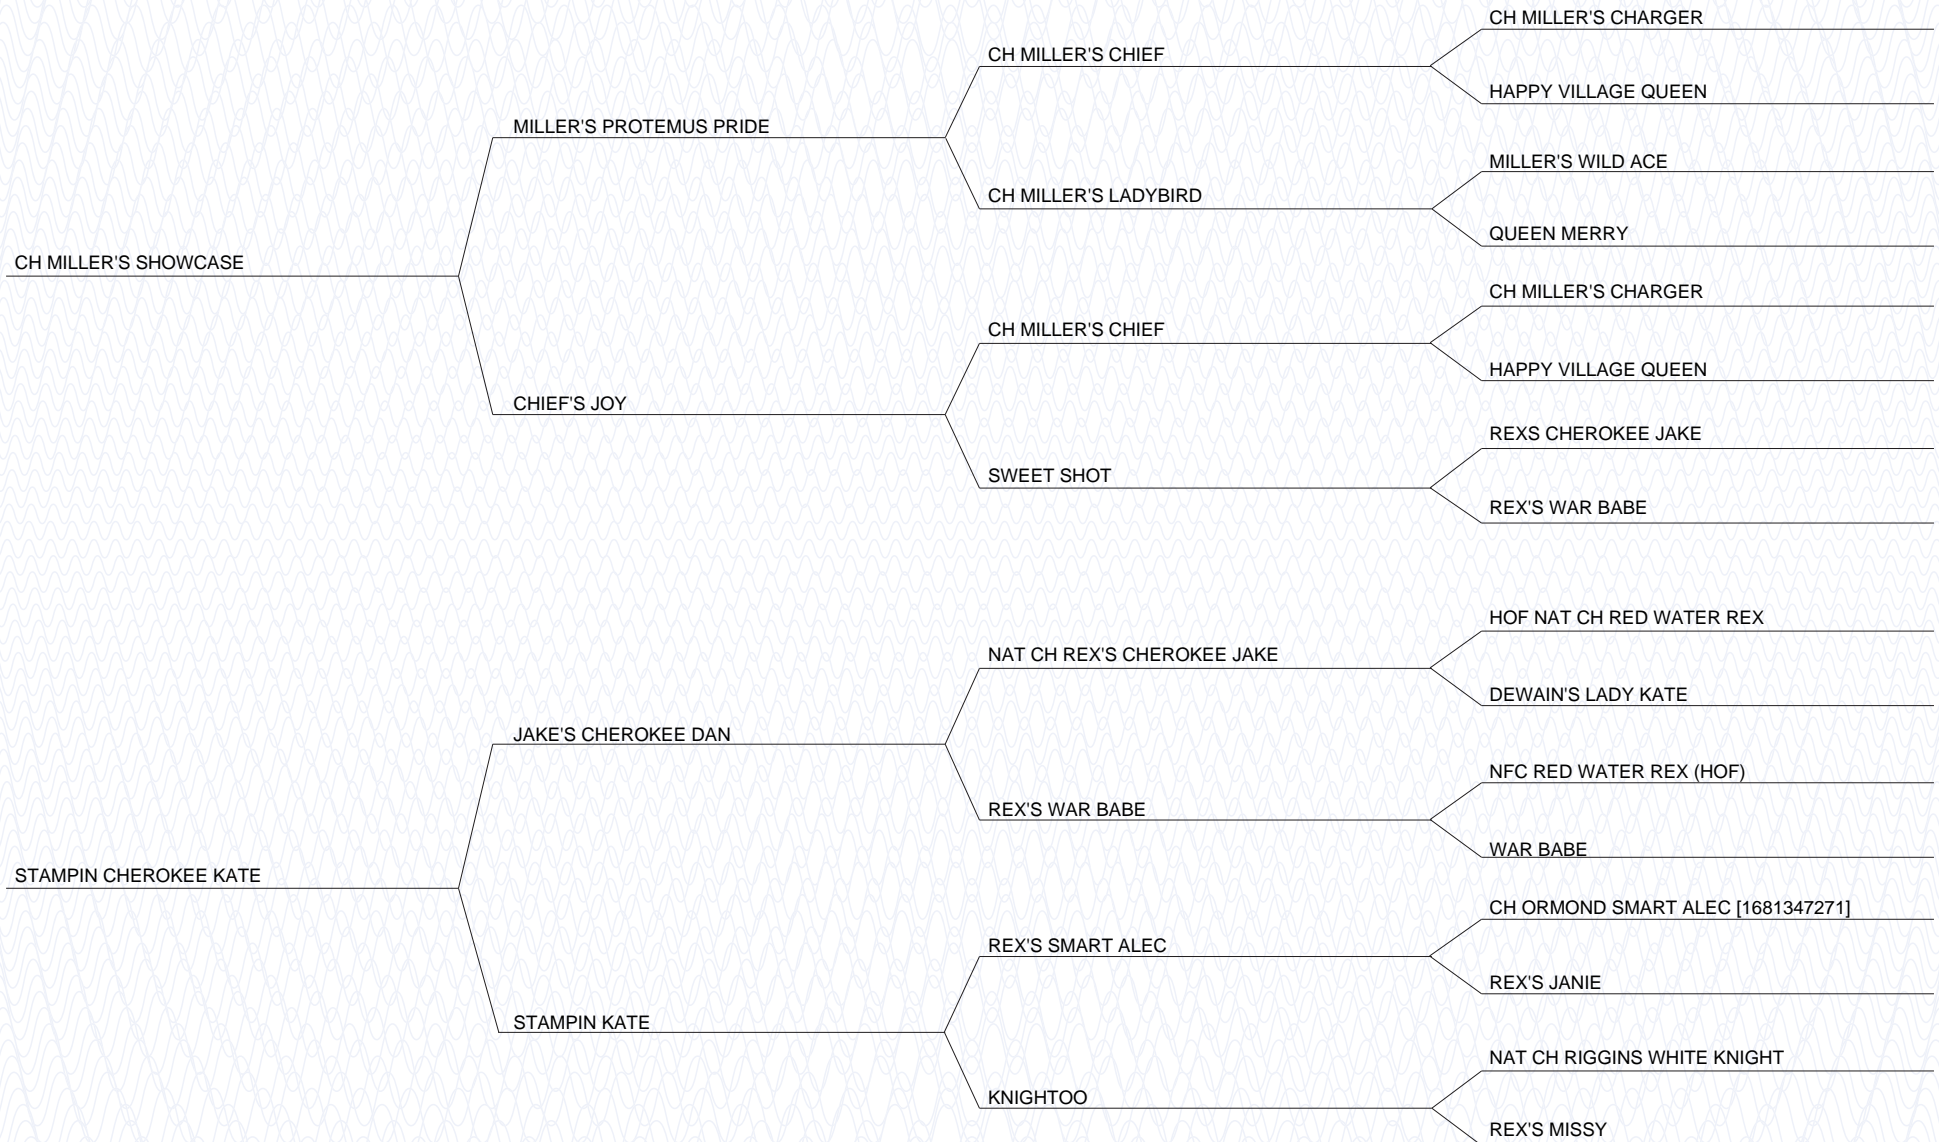 CH MILLER'S CHARGER
CH MILLER'S CHIEF
HAPPY VILLAGE QUEEN
MILLER'S PROTEMUS PRIDE
MILLER'S WILD ACE
CH MILLER'S LADYBIRD
QUEEN MERRY
CH MILLER'S SHOWCASE
CH MILLER'S CHARGER
CH MILLER'S CHIEF
HAPPY VILLAGE QUEEN
CHIEF'S JOY
REXS CHEROKEE JAKE
SWEET SHOT
REX'S WAR BABE
HOF NAT CH RED WATER REX
NAT CH REX'S CHEROKEE JAKE
DEWAIN'S LADY KATE
JAKE'S CHEROKEE DAN
NFC RED WATER REX (HOF)
REX'S WAR BABE
WAR BABE
STAMPIN CHEROKEE KATE
CH ORMOND SMART ALEC [1681347271]
REX'S SMART ALEC
REX'S JANIE
STAMPIN KATE
NAT CH RIGGINS WHITE KNIGHT
KNIGHTOO
REX'S MISSY